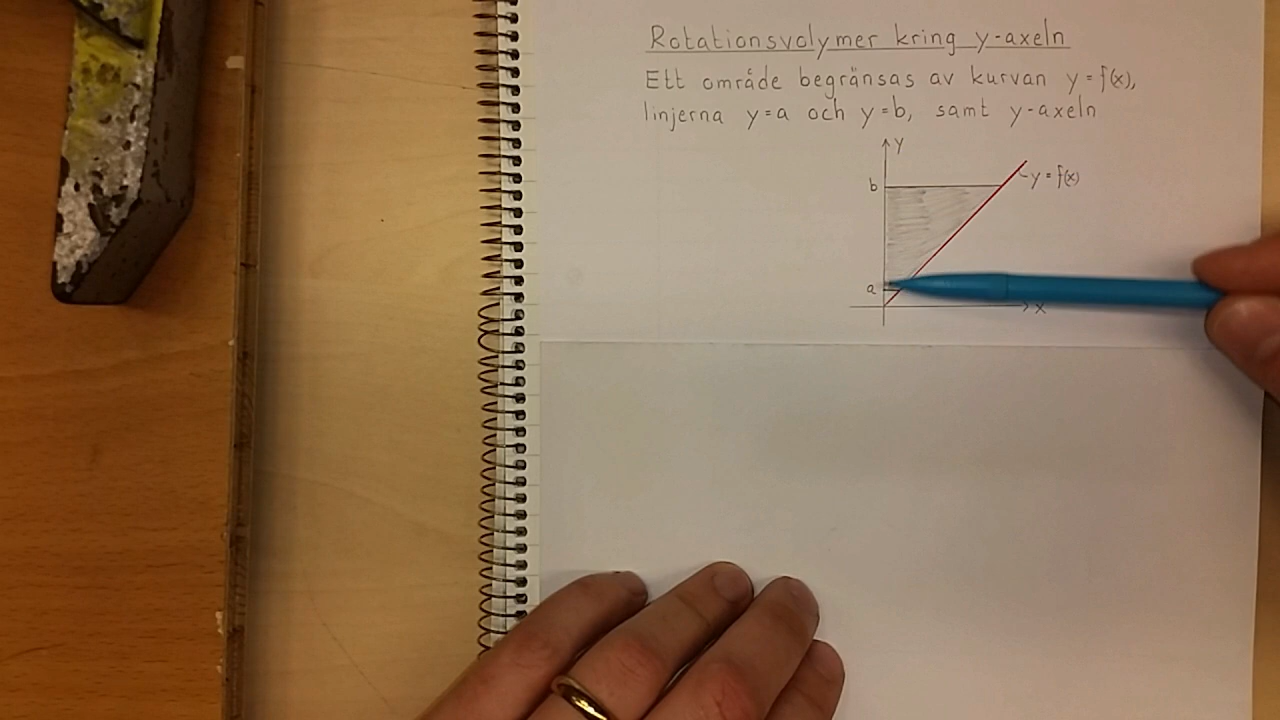 Rotationsvolymer kring y-axeln
Ett område begränsas av kurvan y = f(x),
linjerna y=a och y=b, samt y-axeln
y
b
y = f(x)
a
x